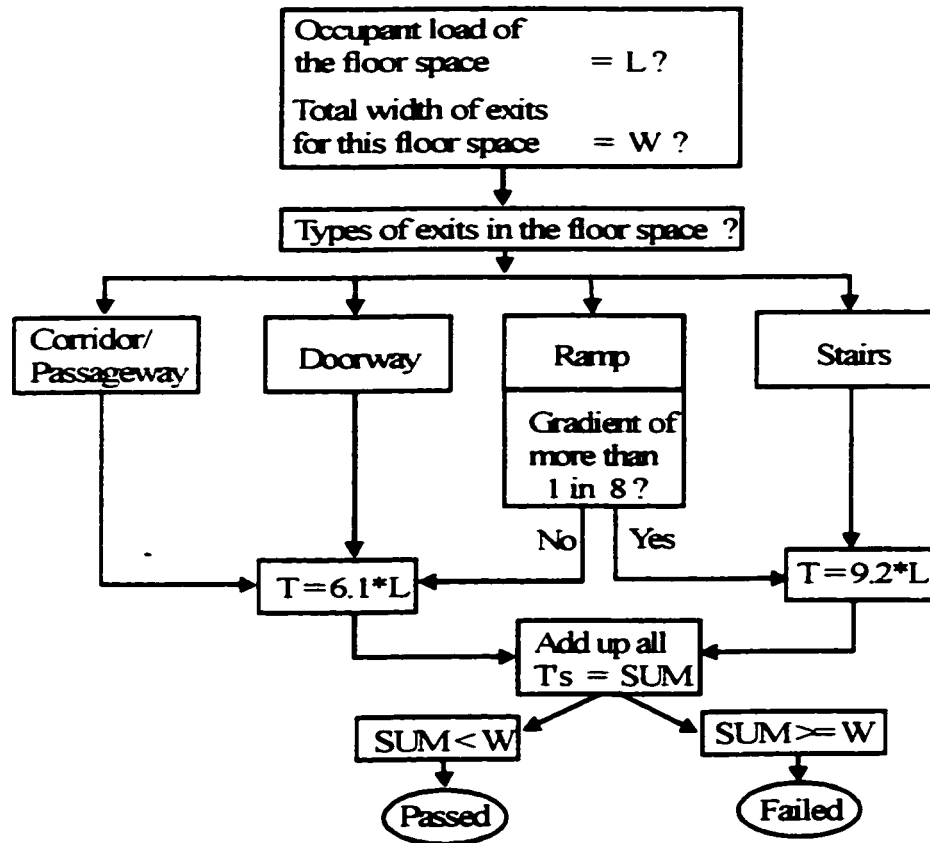 Occupant load of
the floor space = L ?
Total width of exits
for this floor space = W ?
Types of exits in the floor space ?
Corridor/
Passageway
Doorway
Ramp
Stairs
Gradient of
more than
1 in 8 ?
No
Yes
T=6.1*L
T=9.2*L
Add up all
T's = SUM
SUM< W
SUM>= W
Passed
Failed